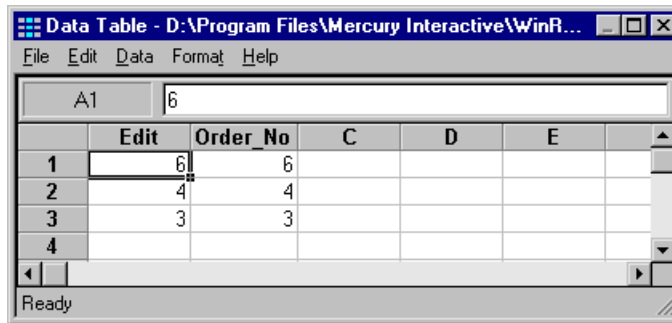 Data Table - D:\Program Files\Mercury Interactive\WinR...
File Edit Data Format Help
A1 6
Edit Order_No C D E
1 6 6
2 4 4
3 3 3
4
Ready